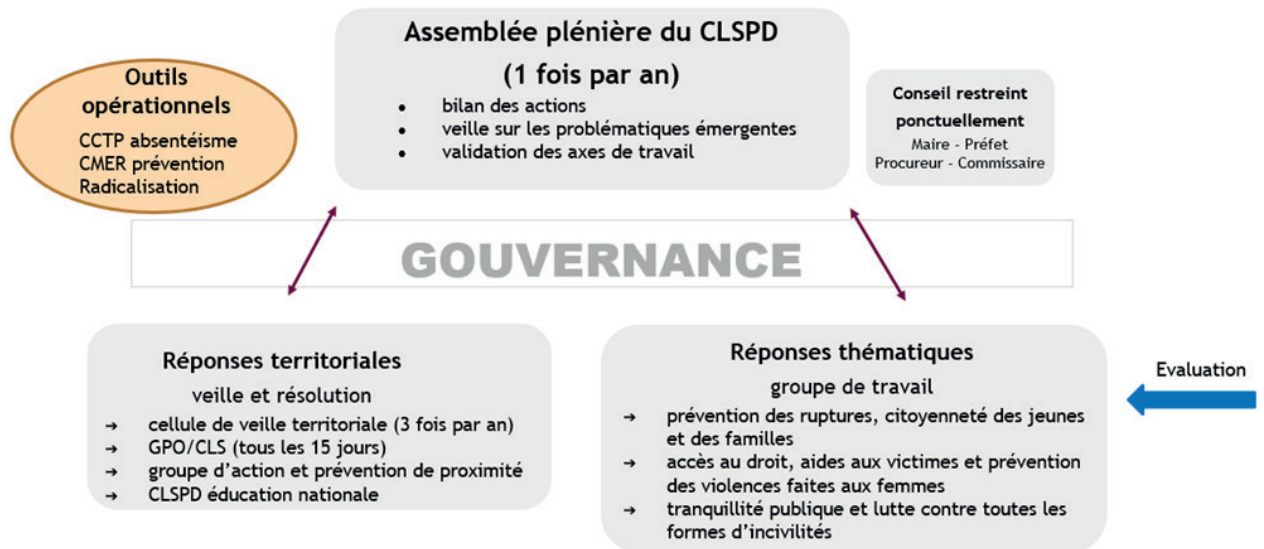 Assemblée plénière du CLSPD
(1 fois par an)
• bilan des actions
• veille sur les problématiques émergentes
• validation des axes de travail
Outils
opérationnels
CCTP absentéisme
CMER prévention
Radicalisation
Conseil restreint
ponctuellement
Maire - Préfet
Procureur - Commissaire
GOUVERNANCE
Réponses territoriales
veille et résolution
→ cellule de veille territoriale (3 fois par an)
→ GPO/CLS (tous les 15 jours)
→ groupe d'action et prévention de proximité
→ CLSPD éducation nationale
Réponses thématiques
groupe de travail
→ prévention des ruptures, citoyenneté des jeunes
et des familles
→ accès au droit, aides aux victimes et prévention
des violences faites aux femmes
→ tranquillité publique et lutte contre toutes les
formes d'incivilités
Evaluation